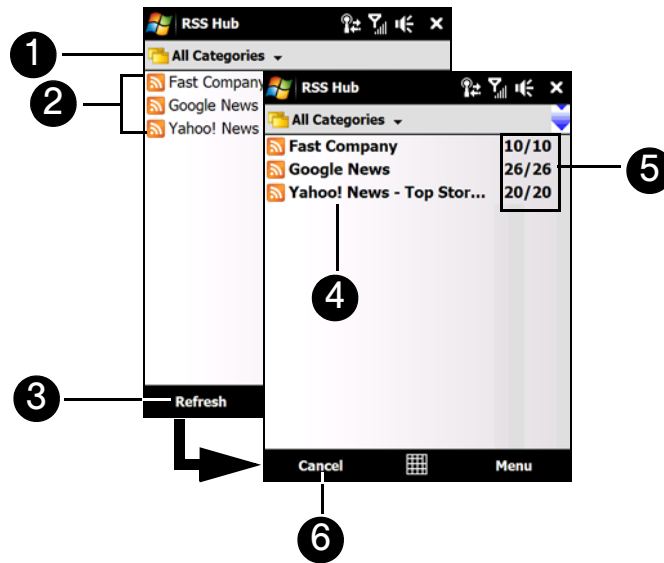 RSS Hub
1
All Categories
2
Fast Company
Google News
Yahoo! News
3
Refresh
RSS Hub
All Categories
Fast Company 10/10
Google News 26/26
Yahoo! News - Top Stor... 20/20
5
4
Cancel Menu
6